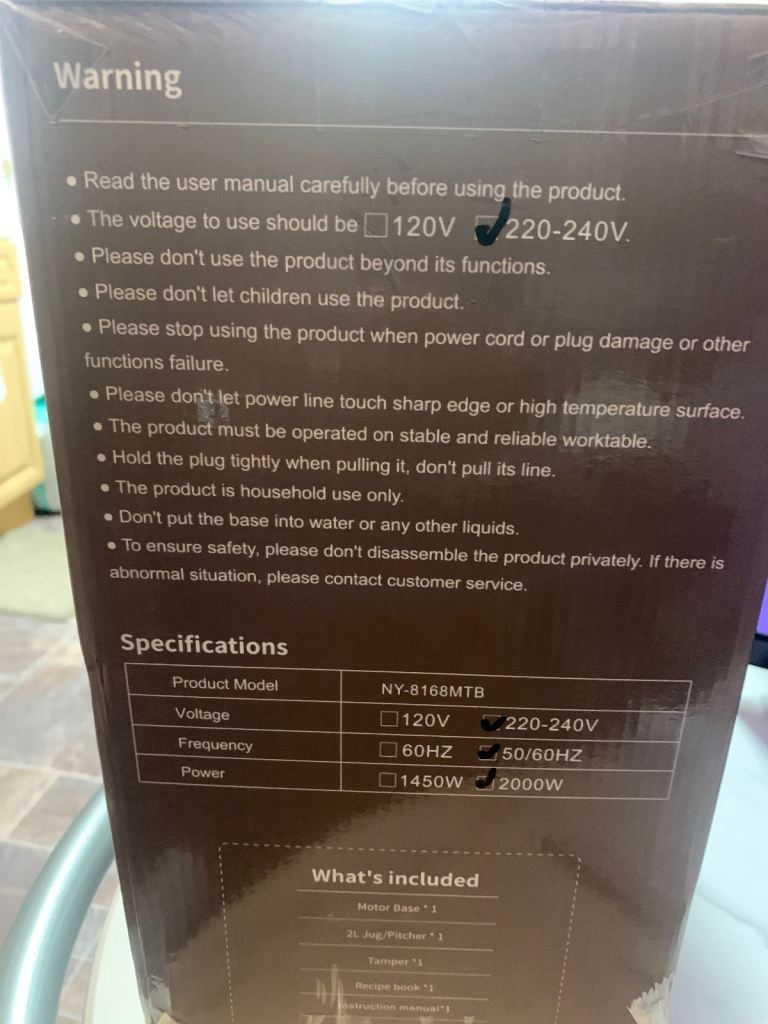 Warning
• Read the user manual carefully before using the product.
• The voltage to use should be ☐120V ☑220-240V.
• Please don't use the product beyond its functions.
• Please don't let children use the product.
• Please stop using the product when power cord or plug damage or other
functions failure.
• Please don't let power line touch sharp edge or high temperature surface.
• The product must be operated on stable and reliable worktable.
• Hold the plug tightly when pulling it, don't pull its line.
• The product is household use only.
• Don't put the base into water or any other liquids.
• To ensure safety, please don't disassemble the product privately. If there is
abnormal situation, please contact customer service.
Specifications
Product Model NY-8168MTB
Voltage ☐120V ☑220-240V
Frequency ☐60HZ ☑50/60HZ
Power ☐1450W ☑2000W
What's included
Motor Base * 1
2L Jug/Pitcher * 1
Tamper *1
Recipe book *1
Instruction manual*1